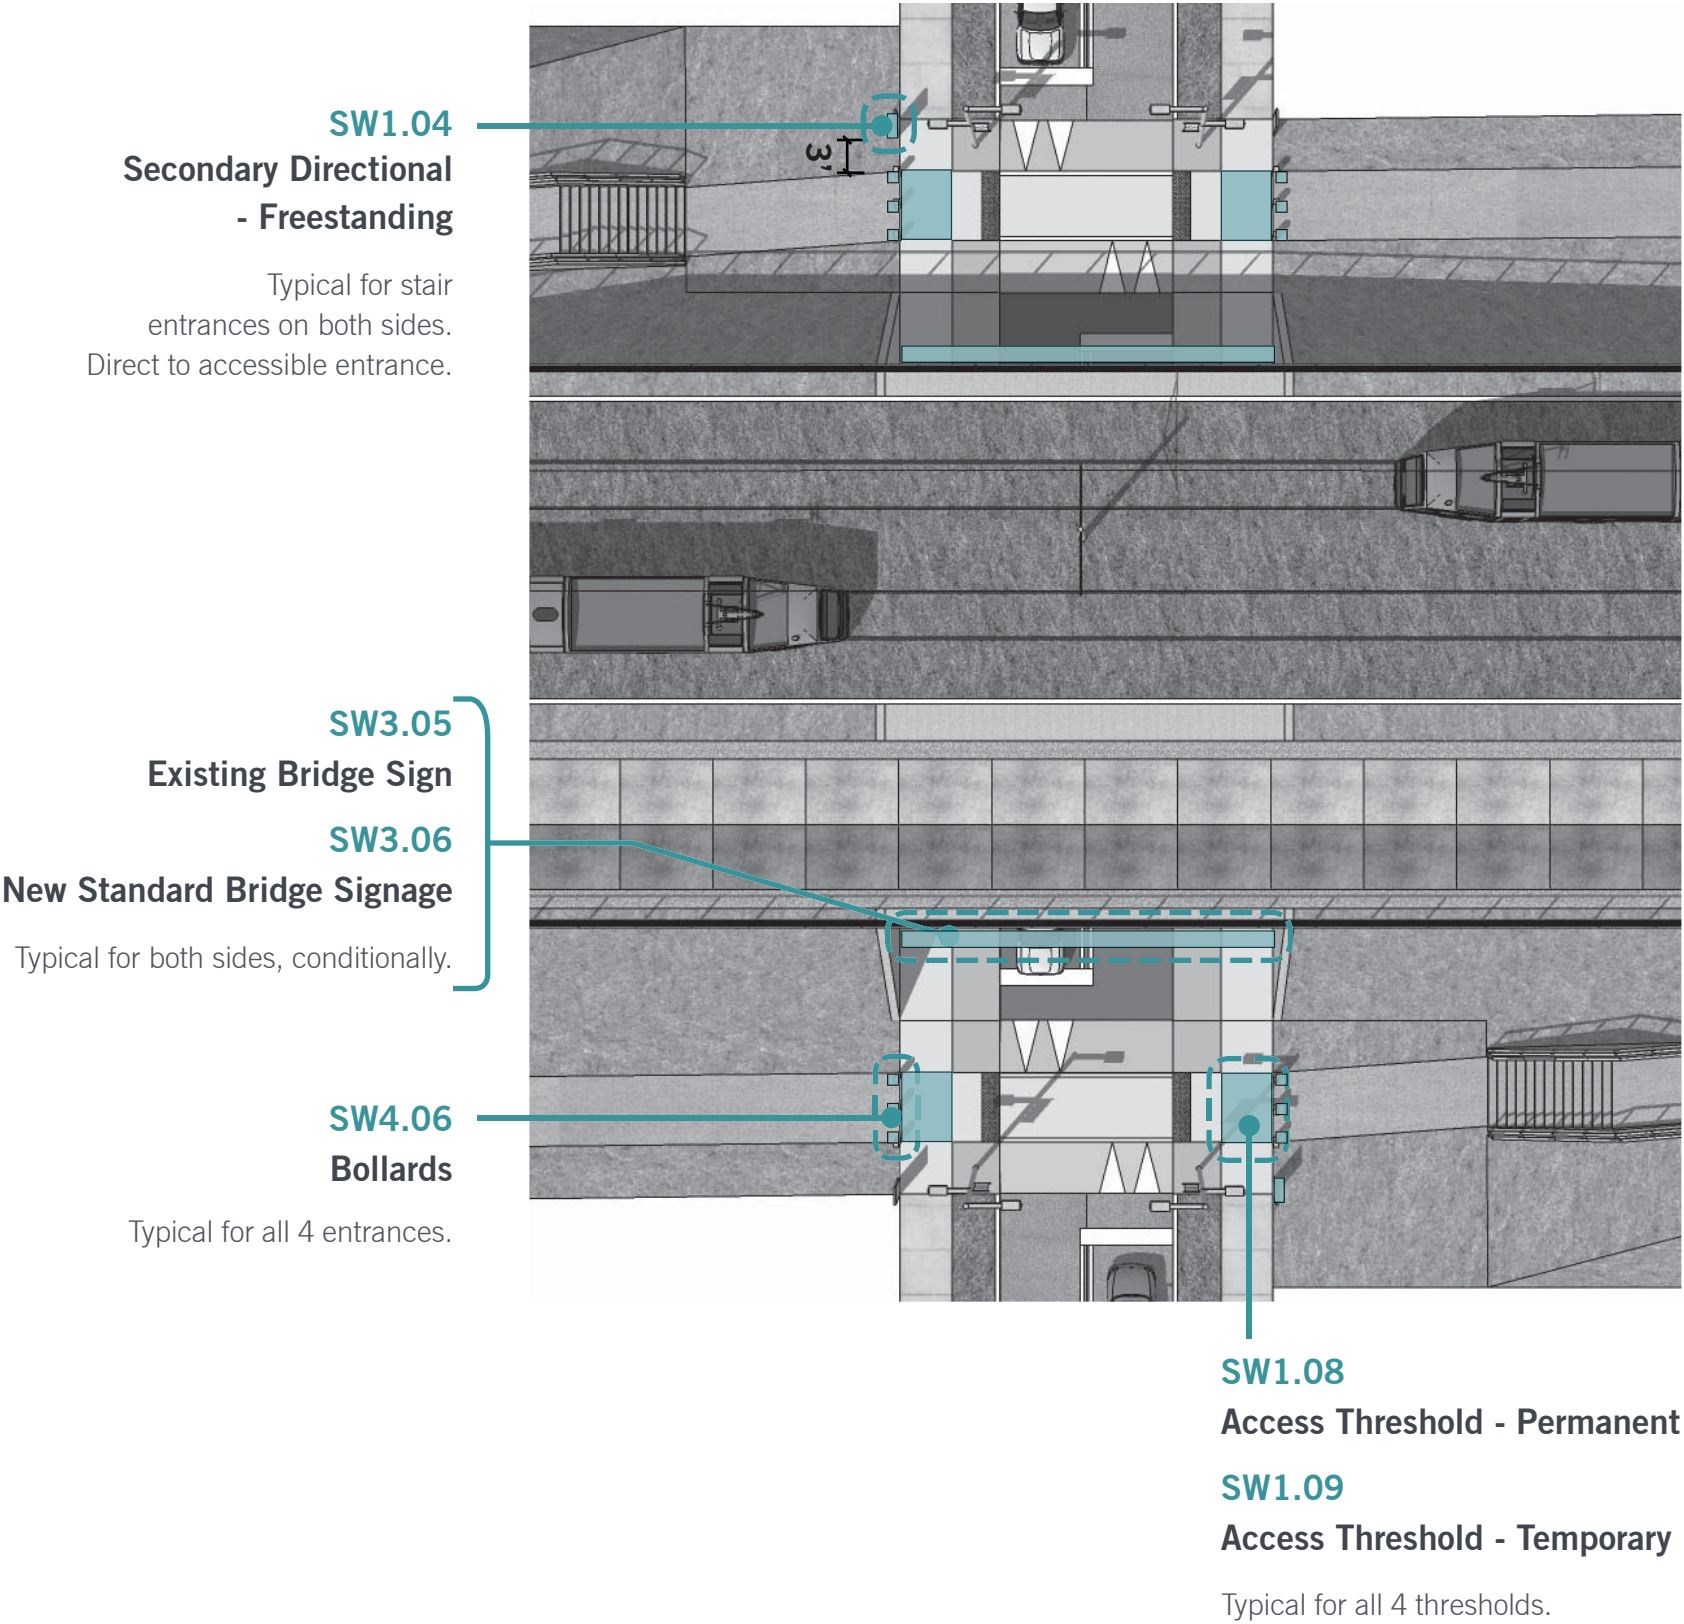 SW1.04
Secondary Directional
- Freestanding
Typical for stair
entrances on both sides.
Direct to accessible entrance.
3'
SW3.05
Existing Bridge Sign
SW3.06
New Standard Bridge Signage
Typical for both sides, conditionally.
SW4.06
Bollards
Typical for all 4 entrances.
SW1.08
Access Threshold - Permanent
SW1.09
Access Threshold - Temporary
Typical for all 4 thresholds.